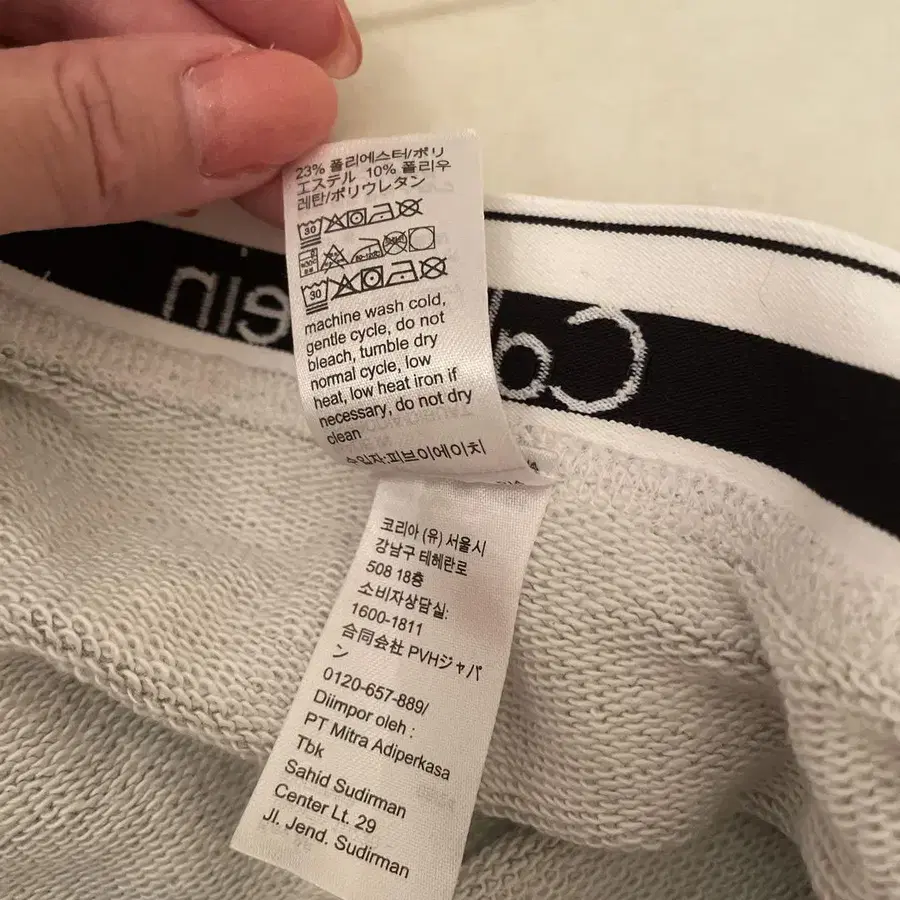 23% 폴리에스터/ポリ
エステル 10% 폴리우
레탄/ポリウレタン
30
30
machine wash cold,
gentle cycle, do not
bleach, tumble dry
normal cycle, low
heat, low heat iron if
necessary, do not dry
clean
수입자:피브이에이치
코리아 (유) 서울시
강남구 테헤란로
508 18층
소비자상담실:
1600-1811
合同会社 PVHジャパ
ン
0120-657-889/
Diimpor oleh :
PT Mitra Adiperkasa
Tbk
Sahid Sudirman
Center Lt. 29
Jl. Jend. Sudirman